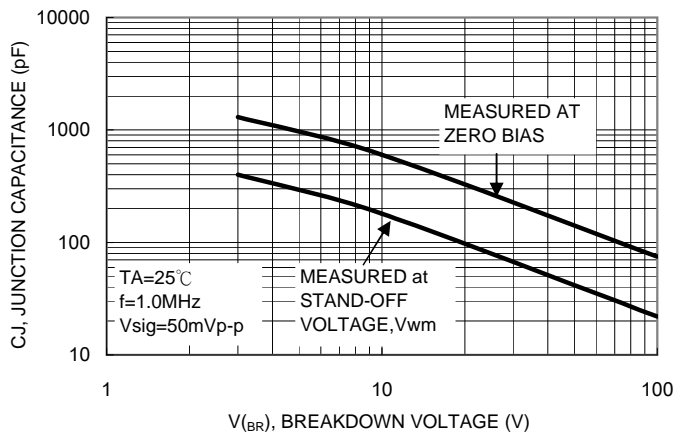 10000
1000
100
10
CJ, JUNCTION CAPACITANCE (pF)
MEASURED AT
ZERO BIAS
TA=25℃
f=1.0MHz
Vsig=50mVp-p
MEASURED at
STAND-OFF
VOLTAGE,Vwm
1
10
100
V(BR), BREAKDOWN VOLTAGE (V)